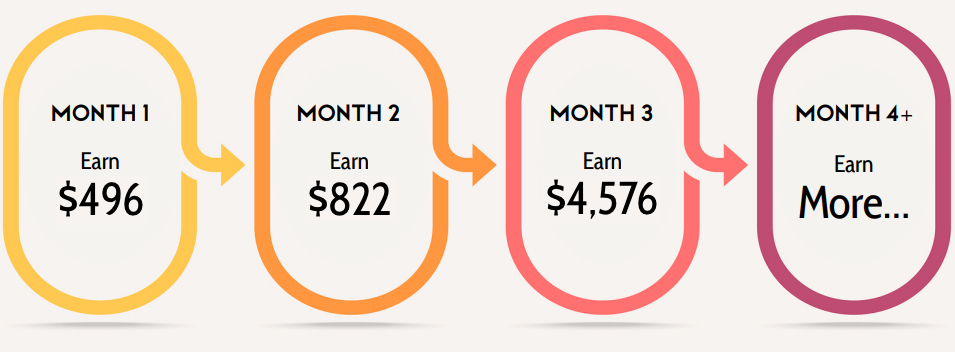 MONTH 1
Earn
$496
MONTH 2
Earn
$822
MONTH 3
Earn
$4,576
MONTH 4+
Earn
More...